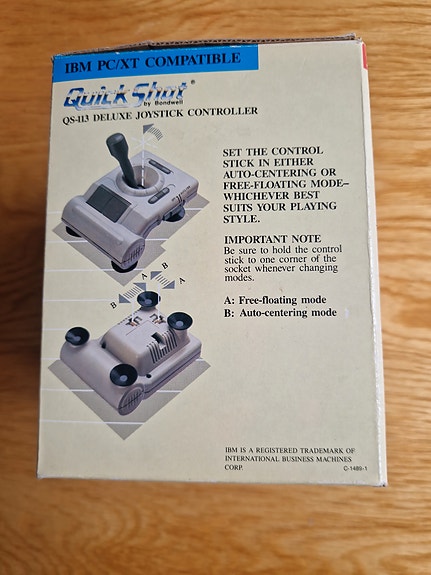 IBM PC/XT COMPATIBLE
QuickShot®
by Bondwell
QS-113 DELUXE JOYSTICK CONTROLLER
SET THE CONTROL
STICK IN EITHER
AUTO-CENTERING OR
FREE-FLOATING MODE–
WHICHEVER BEST
SUITS YOUR PLAYING
STYLE.
IMPORTANT NOTE
Be sure to hold the control
stick to one corner of the
socket whenever changing
modes.
B A B A
A: Free-floating mode
B: Auto-centering mode
IBM IS A REGISTERED TRADEMARK OF
INTERNATIONAL BUSINESS MACHINES
CORP.
C-1489-1